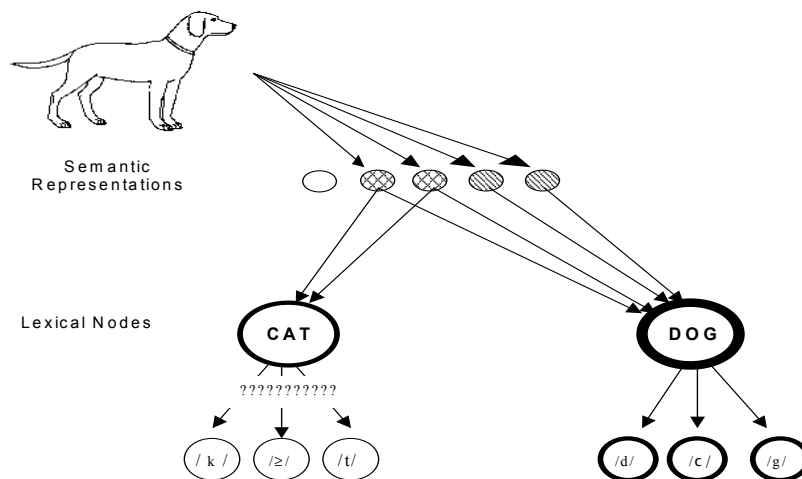 Semantic
Representations
Lexical Nodes
CAT
DOG
???????????
/k/
/≥/
/t/
/d/
/c/
/g/